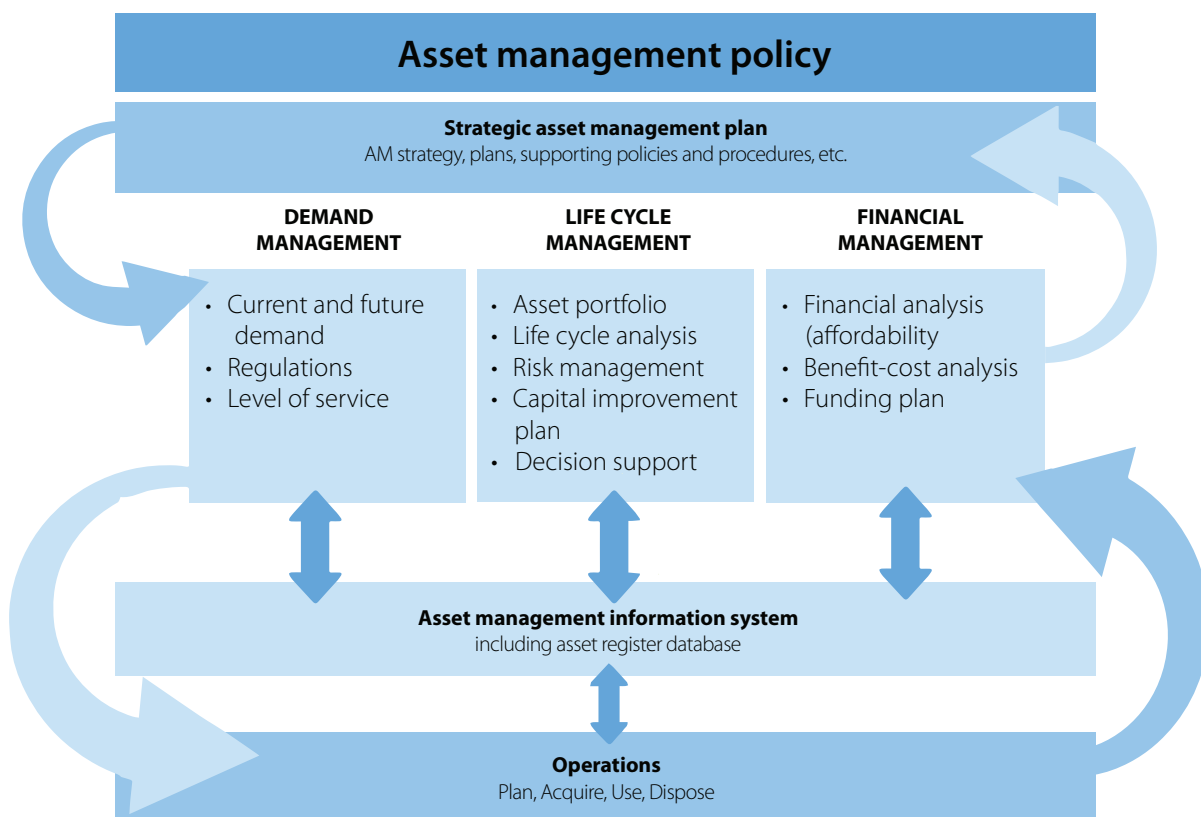 Asset management policy
Strategic asset management plan
AM strategy, plans, supporting policies and procedures, etc.
DEMAND
MANAGEMENT
• Current and future
demand
• Regulations
• Level of service
LIFE CYCLE
MANAGEMENT
• Asset portfolio
• Life cycle analysis
• Risk management
• Capital improvement
plan
• Decision support
FINANCIAL
MANAGEMENT
• Financial analysis
(affordability
• Benefit-cost analysis
• Funding plan
Asset management information system
including asset register database
Operations
Plan, Acquire, Use, Dispose